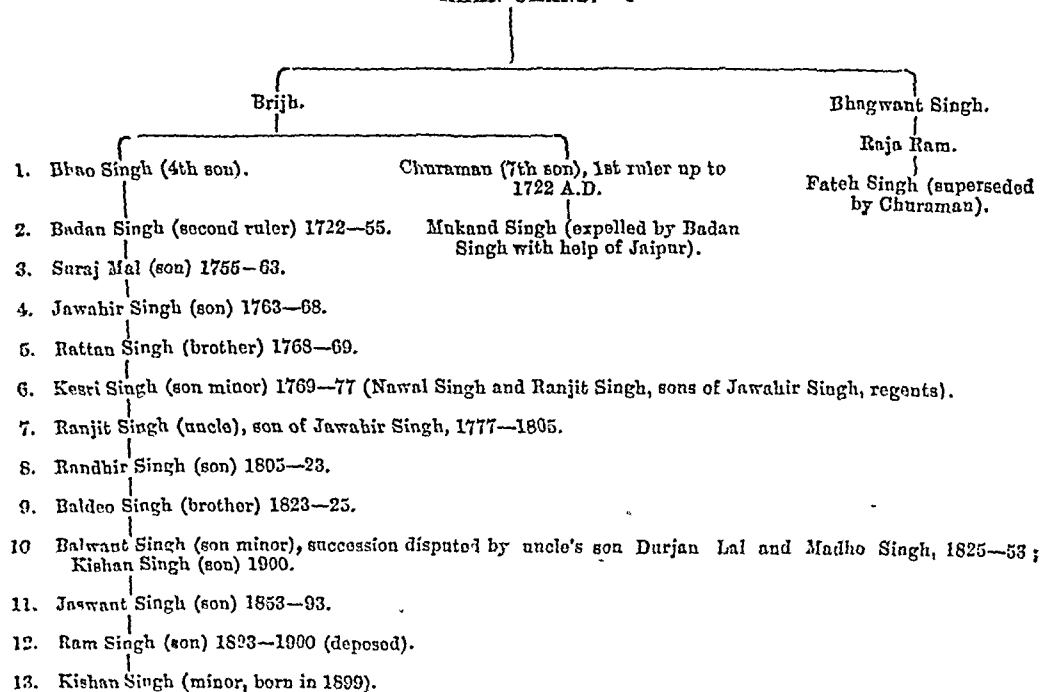 Brijh.
Bhagwant Singh.
Raja Ram.
Fateh Singh (superseded
by Churaman).
1. Bhao Singh (4th son).
Churaman (7th son), 1st ruler up to
1722 A.D.
Mukand Singh (expelled by Badan
Singh with help of Jaipur).
2. Badan Singh (second ruler) 1722—55.
3. Suraj Mal (son) 1755—63.
4. Jawahir Singh (son) 1763—68.
5. Rattan Singh (brother) 1768—69.
6. Kesri Singh (son minor) 1769—77 (Nawal Singh and Ranjit Singh, sons of Jawahir Singh, regents).
7. Ranjit Singh (uncle), son of Jawahir Singh, 1777—1805.
8. Randhir Singh (son) 1805—23.
9. Baldeo Singh (brother) 1823—25.
10 Balwant Singh (son minor), succession disputed by uncle's son Durjan Lal and Madho Singh, 1825—53;
Kishan Singh (son) 1900.
11. Jaswant Singh (son) 1853—93.
12. Ram Singh (son) 1893—1900 (deposed).
13. Kishan Singh (minor, born in 1899).